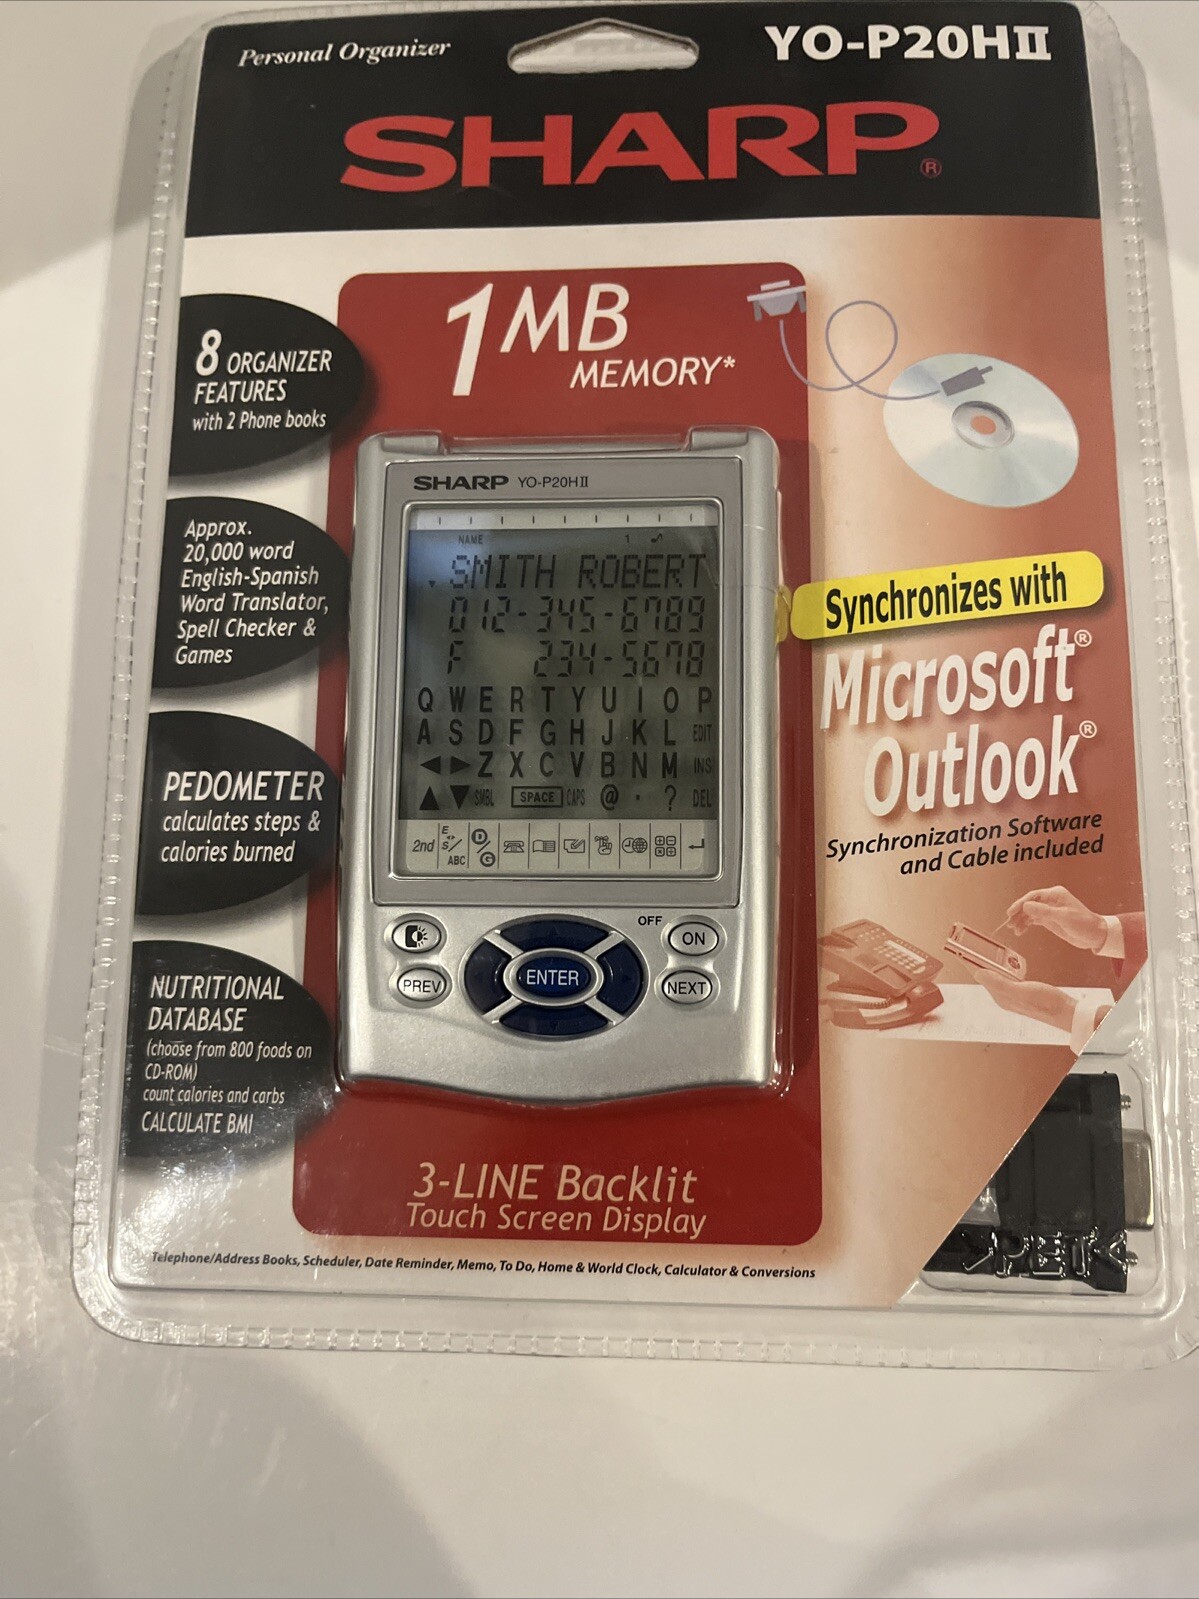 Personal Organizer
YO-P20HII
SHARP®
1MB
MEMORY*
8 ORGANIZER
FEATURES
with 2 Phone books
Approx.
20,000 word
English-Spanish
Word Translator,
Spell Checker &
Games
PEDOMETER
calculates steps &
calories burned
NUTRITIONAL
DATABASE
(choose from 800 foods on
CD-ROM)
count calories and carbs
CALCULATE BMI
SHARP YO-P20HII
NAME 1
SMITH ROBERT
012-345-6789
F 234-5678
Q W E R T Y U I O P
A S D F G H J K L EDIT
Z X C V B N M INS
SMBL SPACE CAPS @ . ? DEL
2nd E S/ ABC D/G
OFF
ON
PREV
ENTER
NEXT
Synchronizes with
Microsoft®
Outlook®
Synchronization Software
and Cable included
3-LINE Backlit
Touch Screen Display
Telephone/Address Books, Scheduler, Date Reminder, Memo, To Do, Home & World Clock, Calculator & Conversions